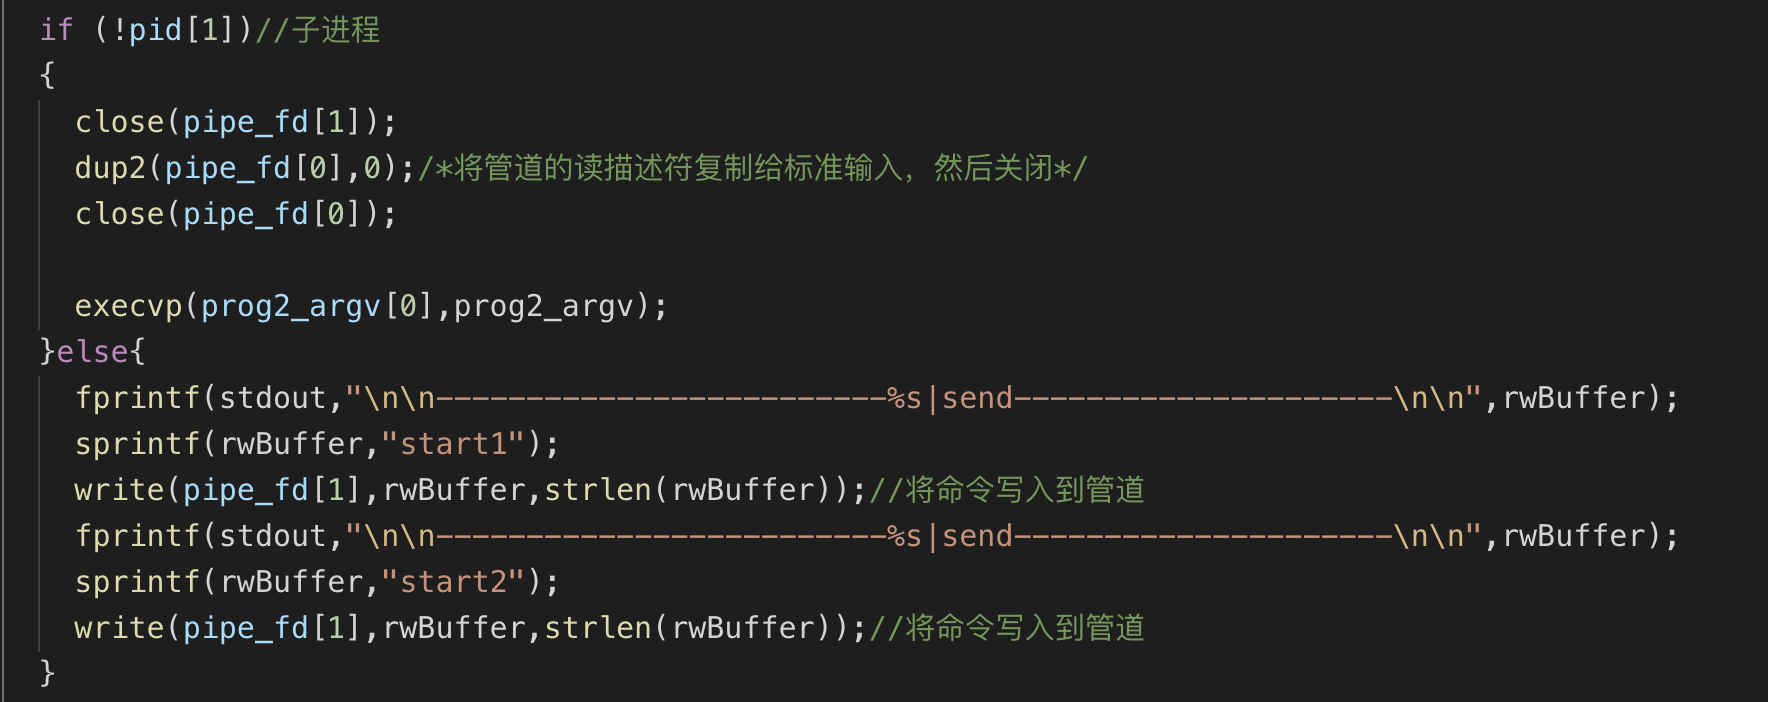 if (!pid[1])//子进程
{
close(pipe_fd[1]);
dup2(pipe_fd[0],0);/*将管道的读描述符复制给标准输入，然后关闭*/
close(pipe_fd[0]);
execvp(prog2_argv[0],prog2_argv);
}else{
fprintf(stdout,"\n\n-------------------------%s|send---------------------\n\n",rwBuffer);
sprintf(rwBuffer,"start1");
write(pipe_fd[1],rwBuffer,strlen(rwBuffer));//将命令写入到管道
fprintf(stdout,"\n\n-------------------------%s|send---------------------\n\n",rwBuffer);
sprintf(rwBuffer,"start2");
write(pipe_fd[1],rwBuffer,strlen(rwBuffer));//将命令写入到管道
}